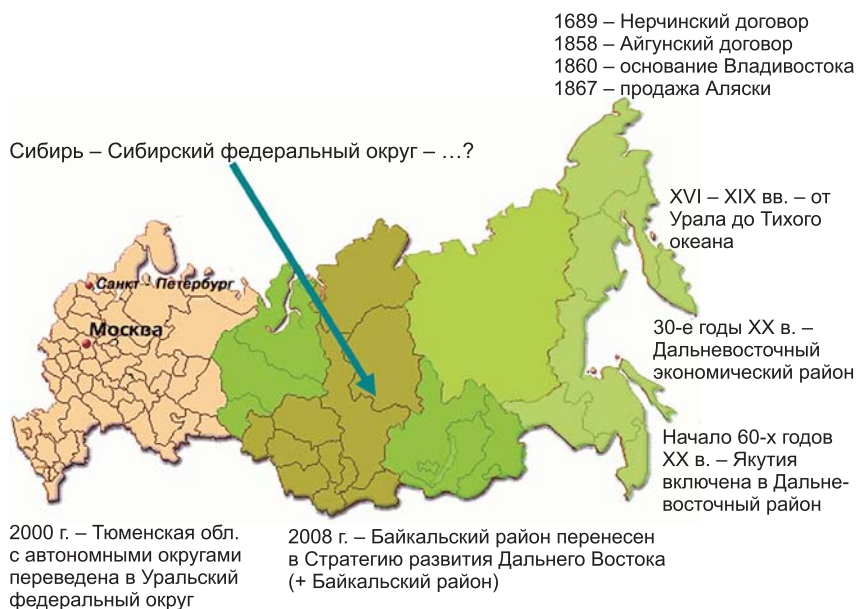 1689 – Нерчинский договор
1858 – Айгунский договор
1860 – основание Владивостока
1867 – продажа Аляски
Сибирь – Сибирский федеральный округ – ...?
XVI – XIX вв. – от
Урала до Тихого
океана
Санкт - Петербург
Москва
30-е годы XX в. –
Дальневосточный
экономический район
Начало 60-х годов
XX в. – Якутия
включена в Дальне-
восточный район
2000 г. – Тюменская обл.
с автономными округами
переведена в Уральский
федеральный округ
2008 г. – Байкальский район перенесен
в Стратегию развития Дальнего Востока
(+ Байкальский район)